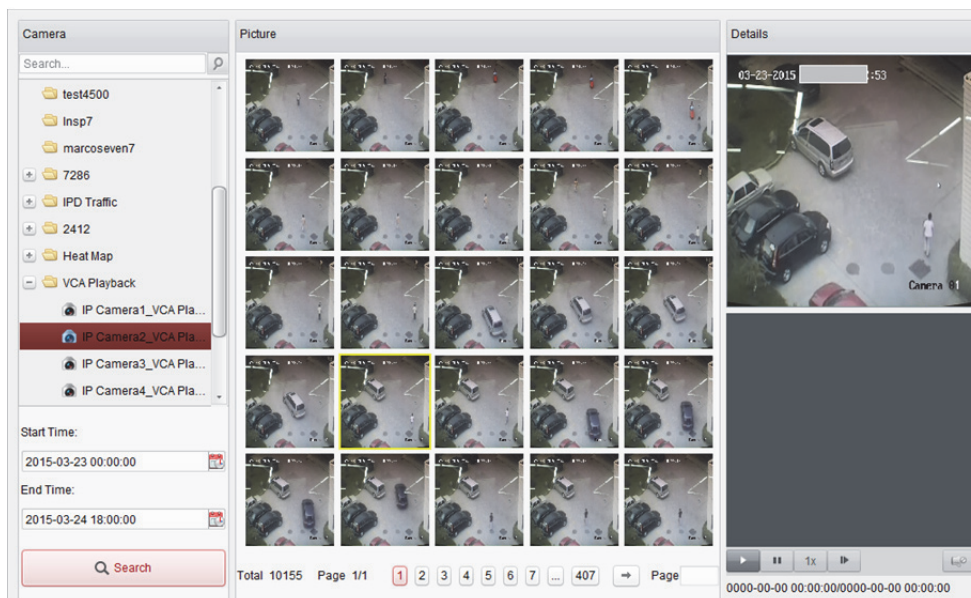 Camera
Search...
test4500
Insp7
marcoseven7
7286
IPD Traffic
2412
Heat Map
VCA Playback
IP Camera1_VCA Pla...
IP Camera2_VCA Pla...
IP Camera3_VCA Pla...
IP Camera4_VCA Pla...
Start Time:
2015-03-23 00:00:00
End Time:
2015-03-24 18:00:00
Search
Picture
Total 10155 Page 1/1 1 2 3 4 5 6 7 ... 407 Page
Details
03-23-2015 :53
Camera 01
1x
0000-00-00 00:00:00/0000-00-00 00:00:00